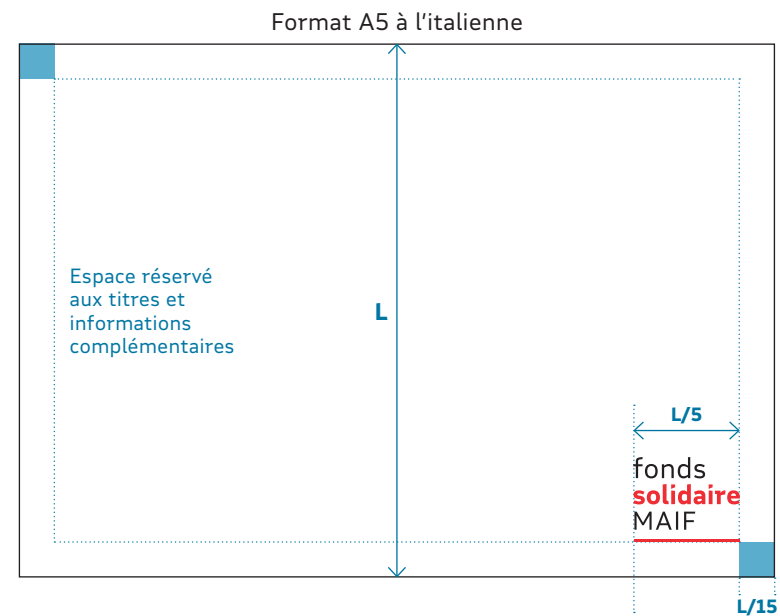 Format A5 à l’italienne
Espace réservé
aux titres et
informations
complémentaires
L
L/5
fonds
solidaire
MAIF
L/15